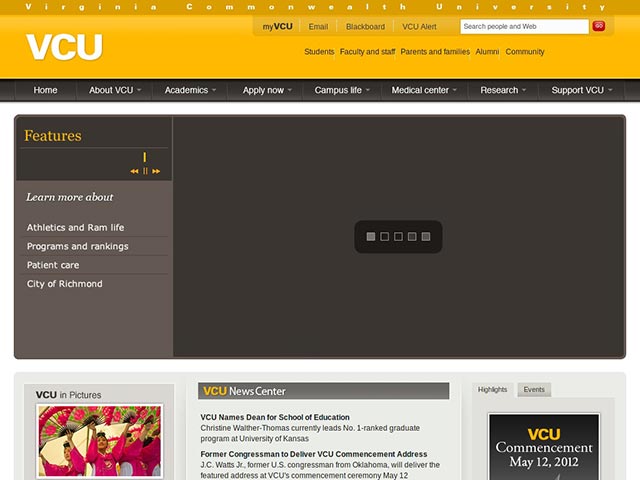 Virginia Commonwealth University
VCU
myVCU Email Blackboard VCU Alert Search people and Web GO
Students Faculty and staff Parents and families Alumni Community
Home About VCU Academics Apply now Campus life Medical center Research Support VCU
Features
Learn more about
Athletics and Ram life
Programs and rankings
Patient care
City of Richmond
VCU in Pictures
VCU News Center
VCU Names Dean for School of Education
Christine Walther-Thomas currently leads No. 1-ranked graduate
program at University of Kansas
Former Congressman to Deliver VCU Commencement Address
J.C. Watts Jr., former U.S. congressman from Oklahoma, will deliver the
featured address at VCU's commencement ceremony May 12
Highlights Events
VCU
Commencement
May 12, 2012